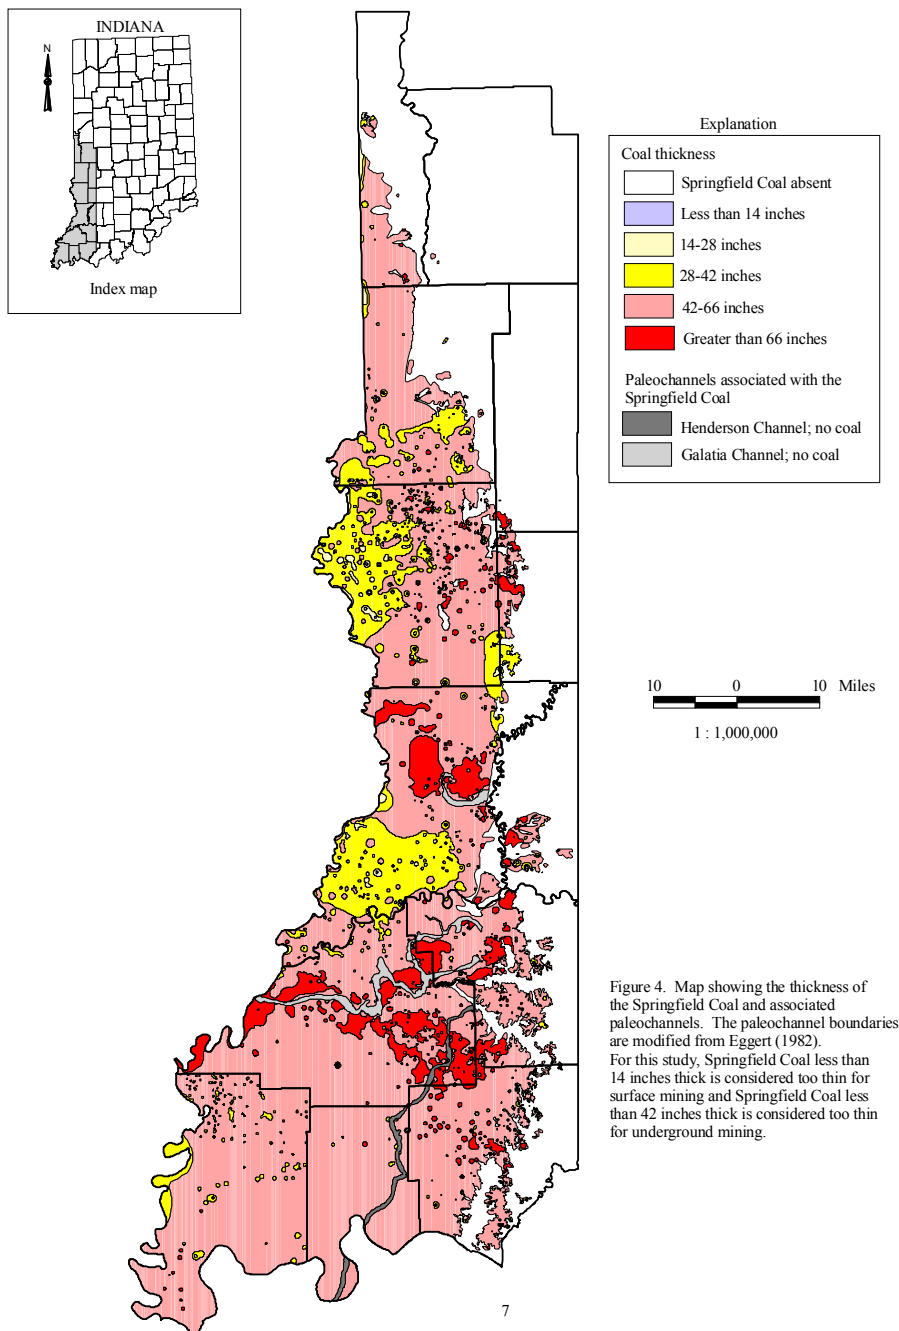 INDIANA
N
Index map
Explanation
Coal thickness
Springfield Coal absent
Less than 14 inches
14-28 inches
28-42 inches
42-66 inches
Greater than 66 inches
Paleochannels associated with the
Springfield Coal
Henderson Channel; no coal
Galatia Channel; no coal
10 0 10 Miles
1 : 1,000,000
Figure 4. Map showing the thickness of
the Springfield Coal and associated
paleochannels. The paleochannel boundaries
are modified from Eggert (1982).
For this study, Springfield Coal less than
14 inches thick is considered too thin for
surface mining and Springfield Coal less
than 42 inches thick is considered too thin
for underground mining.
7